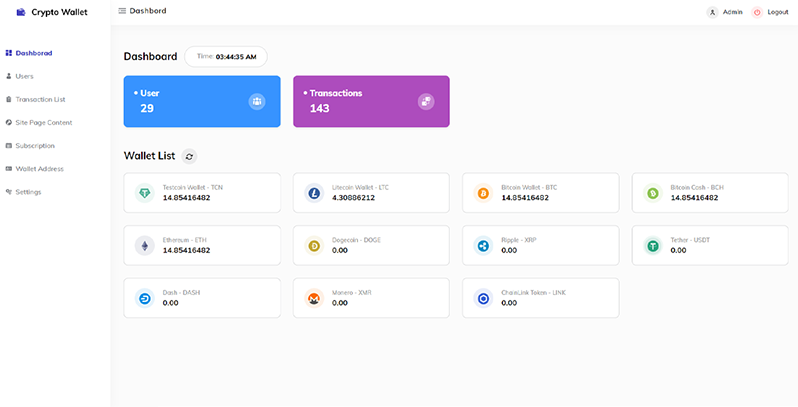 Crypto Wallet
Dashbord
Admin
Logout
Dashborad
Users
Transaction List
Site Page Content
Subscription
Wallet Address
Settings
Dashboard
Time: 03:44:35 AM
User
29
Transactions
143
Wallet List
Testcoin Wallet - TCN
14.85416482
Litecoin Wallet - LTC
4.30886212
Bitcoin Wallet - BTC
14.85416482
Bitcoin Cash - BCH
14.85416482
Ethereum - ETH
14.85416482
Dogecoin - DOGE
0.00
Ripple - XRP
0.00
Tether - USDT
0.00
Dash - DASH
0.00
Monero - XMR
0.00
ChainLink Token - LINK
0.00